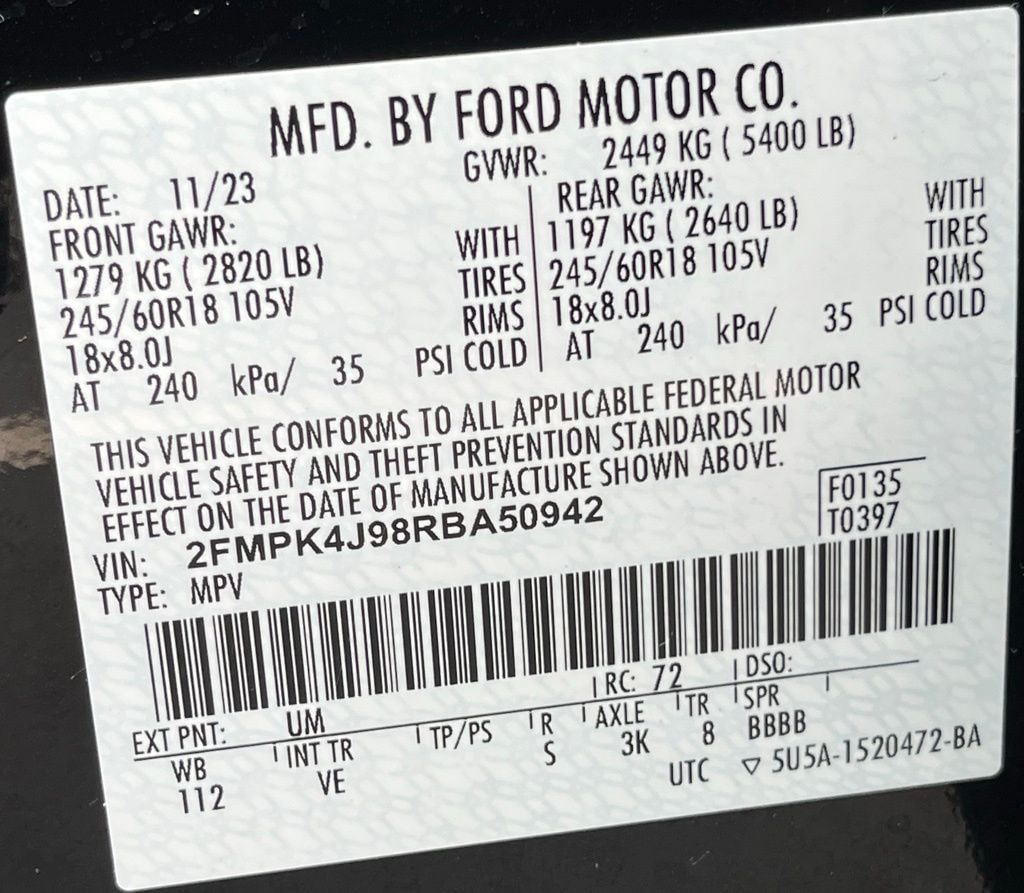 MFD. BY FORD MOTOR CO.
DATE: 11/23 GVWR: 2449 KG ( 5400 LB)
FRONT GAWR: REAR GAWR:
1279 KG ( 2820 LB) WITH 1197 KG ( 2640 LB) WITH
245/60R18 105V TIRES 245/60R18 105V TIRES
18x8.0J RIMS 18x8.0J RIMS
AT 240 kPa/ 35 PSI COLD AT 240 kPa/ 35 PSI COLD
THIS VEHICLE CONFORMS TO ALL APPLICABLE FEDERAL MOTOR
VEHICLE SAFETY AND THEFT PREVENTION STANDARDS IN
EFFECT ON THE DATE OF MANUFACTURE SHOWN ABOVE.
F0135
VIN: 2FMPK4J98RBA50942
T0397
TYPE: MPV
EXT PNT: UM RC: 72 DSO:
WB INT TR TP/PS R AXLE TR SPR
112 VE S 3K 8 BBBB
UTC ▽ 5U5A-1520472-BA